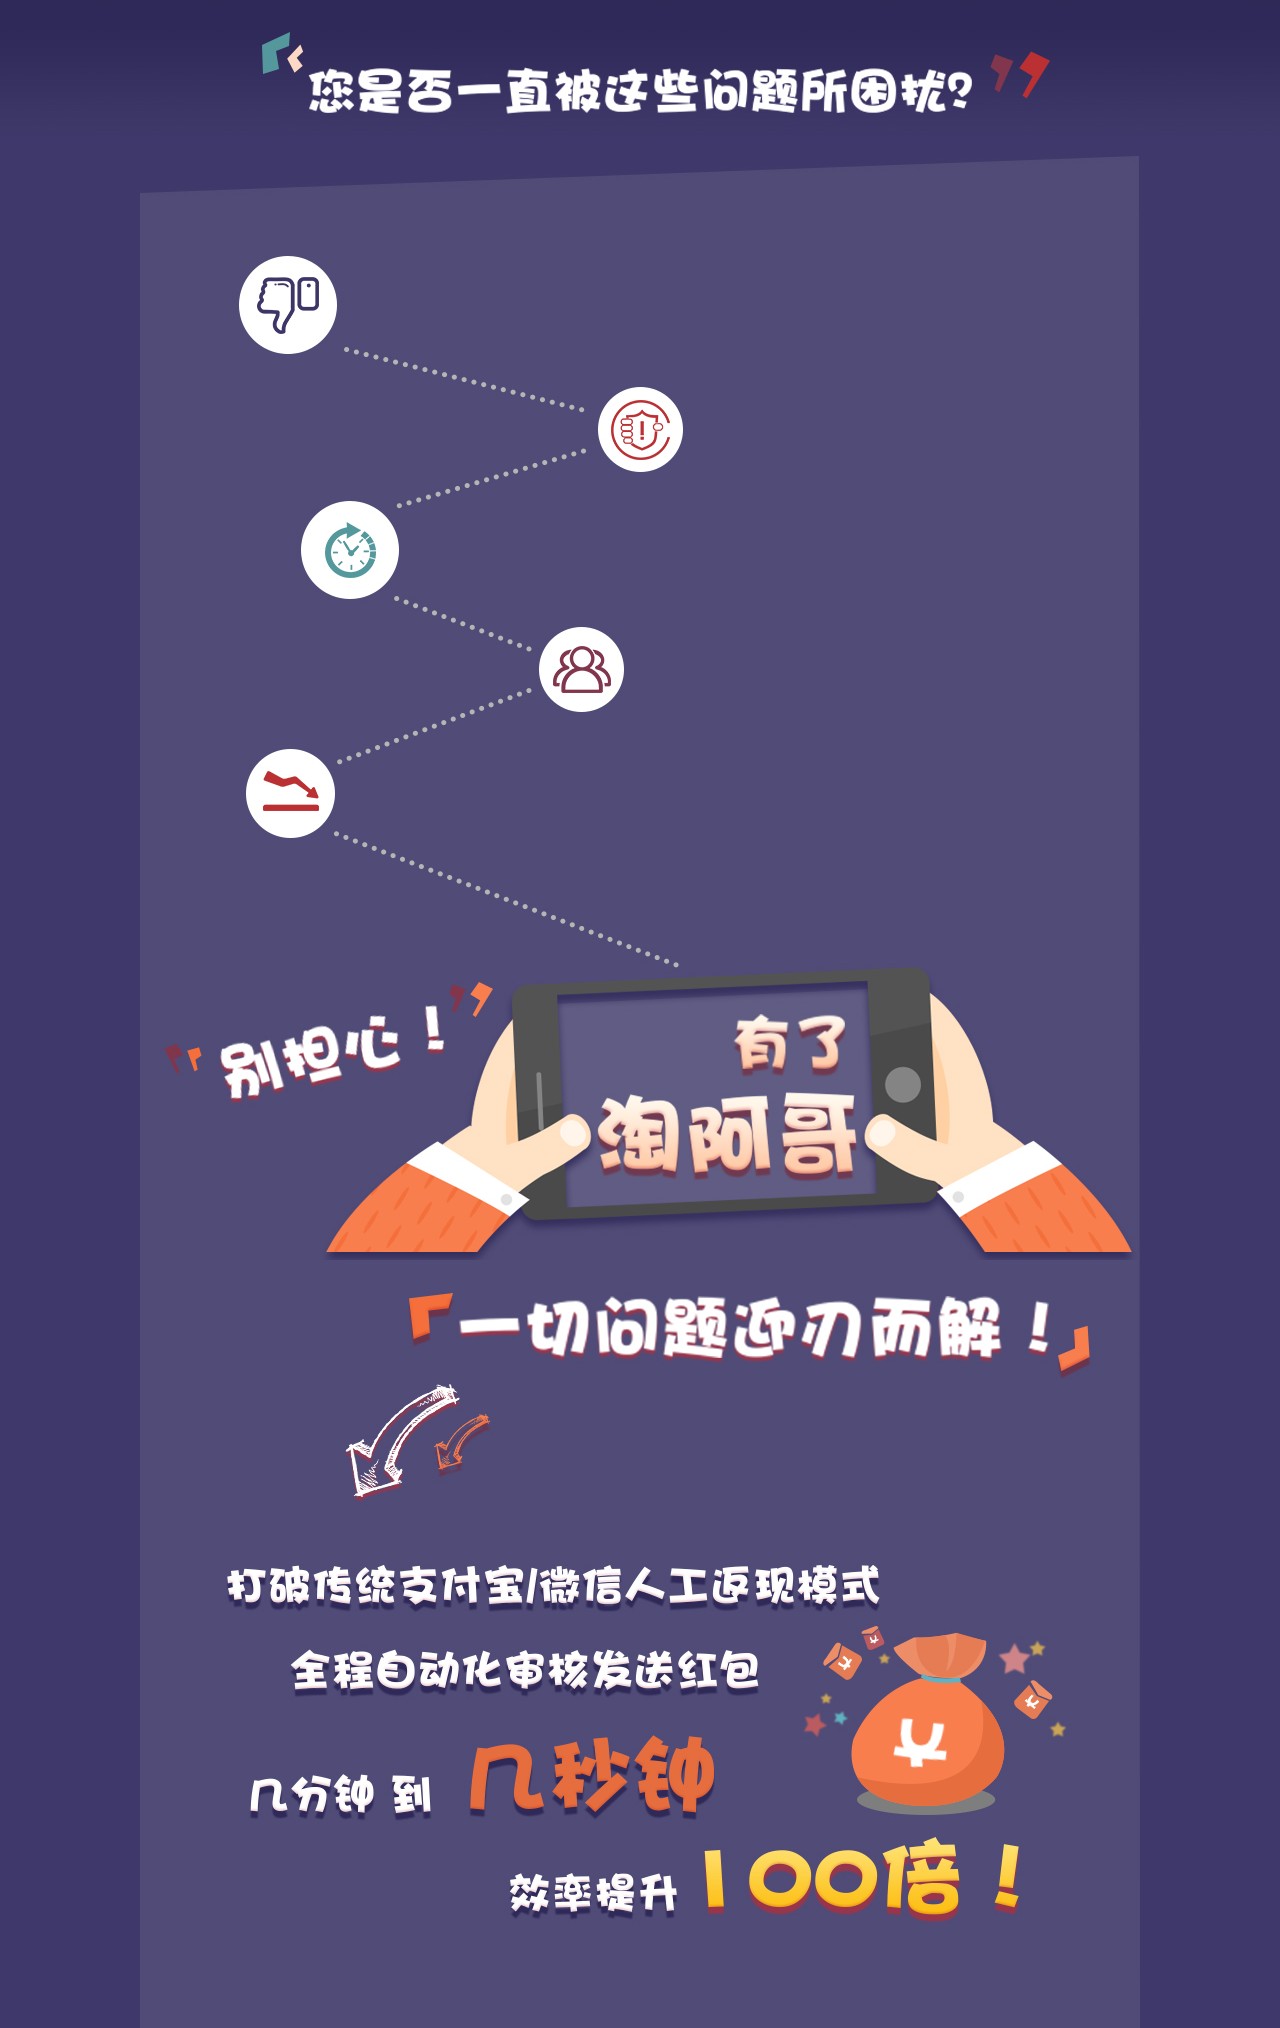 您是否一直被这些问题所困扰?
别担心！
有了
淘阿哥
「一切问题迎刃而解！」
打破传统支付宝/微信人工返现模式
全程自动化审核发送红包
几分钟 到 几秒钟
效率提升100倍！